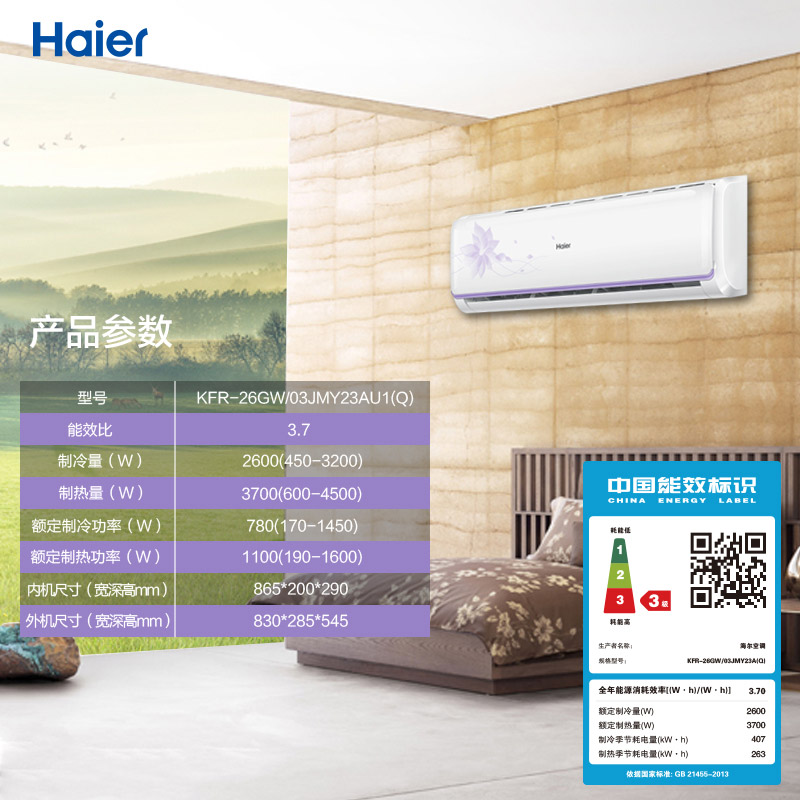 Haier
Haier
产品参数
型号 KFR-26GW/03JMY23AU1(Q)
能效比 3.7
制冷量（W） 2600(450-3200)
制热量（W） 3700(600-4500)
额定制冷功率（W） 780(170-1450)
额定制热功率（W） 1100(190-1600)
内机尺寸（宽深高mm） 865*200*290
外机尺寸（宽深高mm） 830*285*545
中国能效标识
CHINA ENERGY LABEL
耗能低
1
2
3 3级
耗能高
生产者名称: 海尔空调
规格型号: KFR-26GW/03JMY23A(Q)
全年能源消耗效率[(W·h)/(W·h)] 3.70
额定制冷量(W) 2600
额定制热量(W) 3700
制冷季节耗电量(kW·h) 407
制热季节耗电量(kW·h) 263
依据国家标准: GB 21455-2013